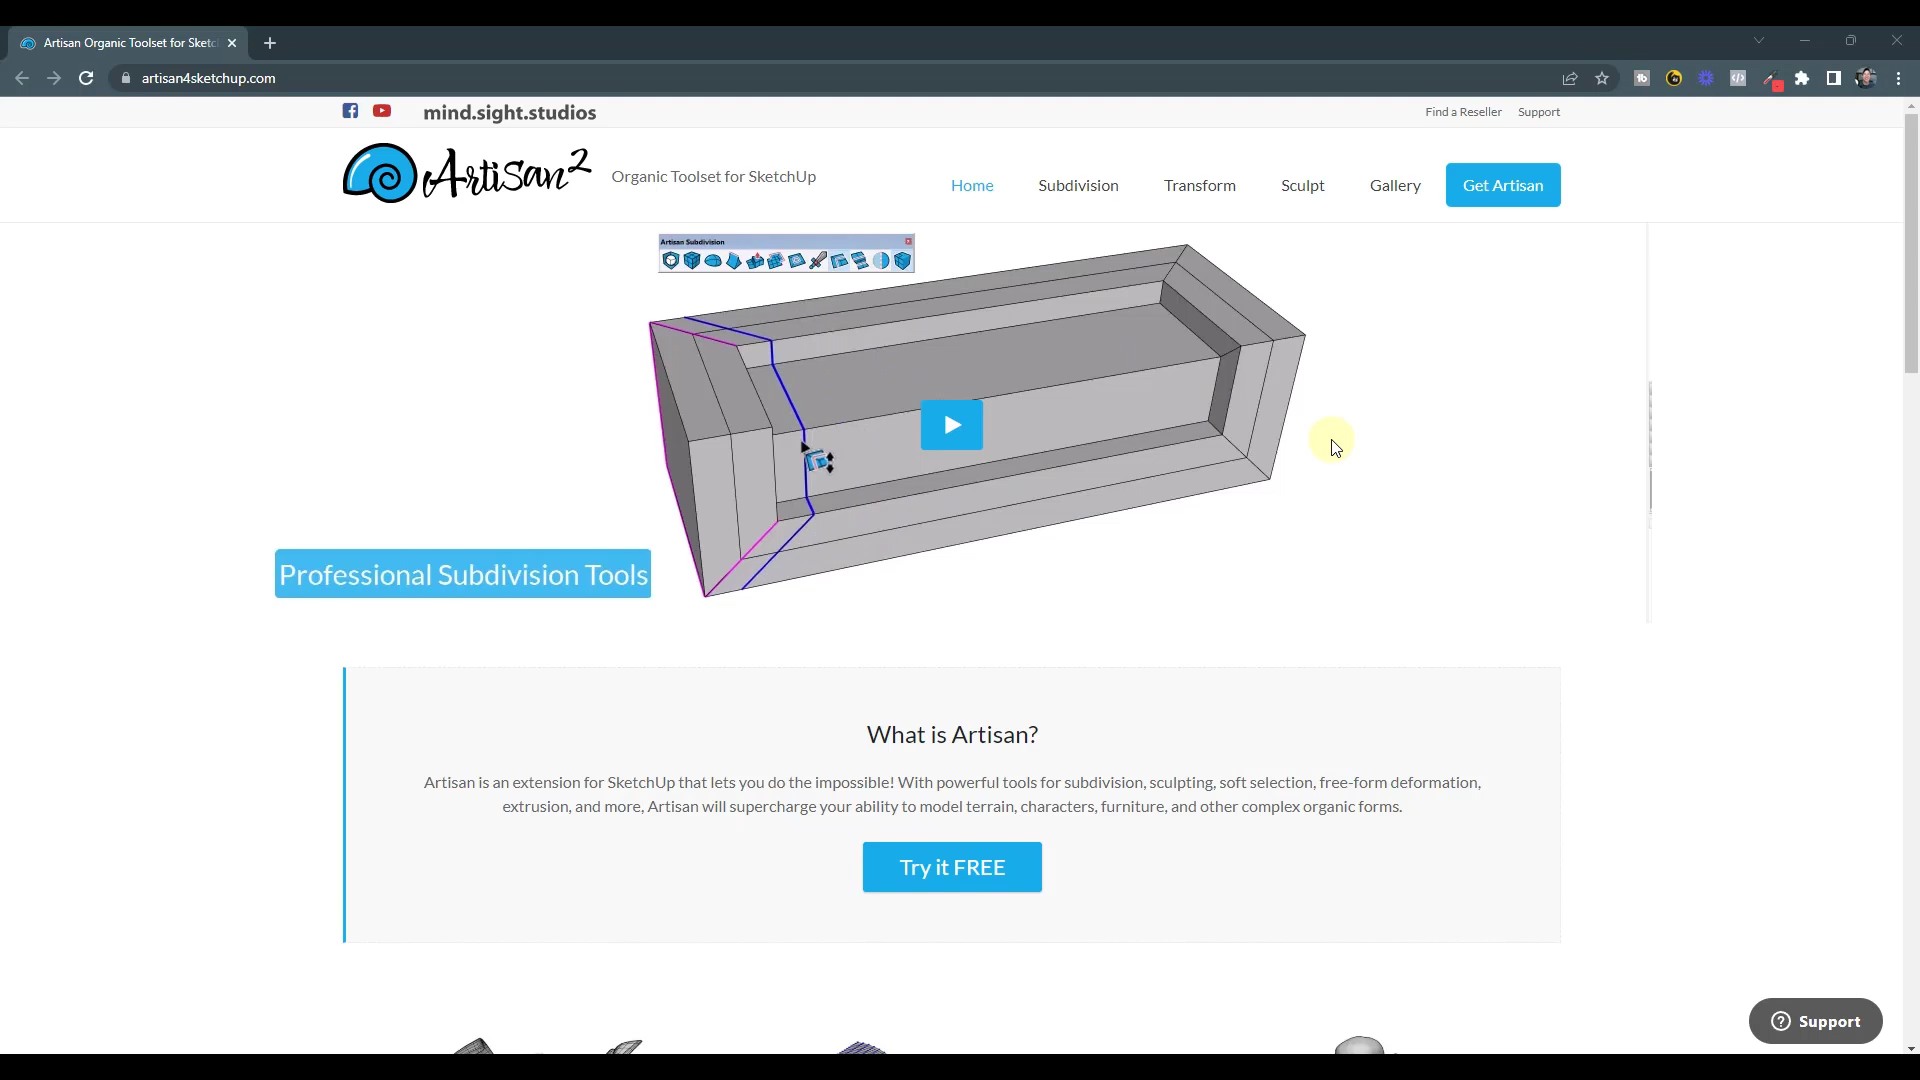 Artisan Organic Toolset for Sketc
artisan4sketchup.com
mind.sight.studios
Find a Reseller
Support
Artisan2
Organic Toolset for SketchUp
Home
Subdivision
Transform
Sculpt
Gallery
Get Artisan
Artisan Subdivision
Professional Subdivision Tools
What is Artisan?
Artisan is an extension for SketchUp that lets you do the impossible! With powerful tools for subdivision, sculpting, soft selection, free-form deformation,
extrusion, and more, Artisan will supercharge your ability to model terrain, characters, furniture, and other complex organic forms.
Try it FREE
Support